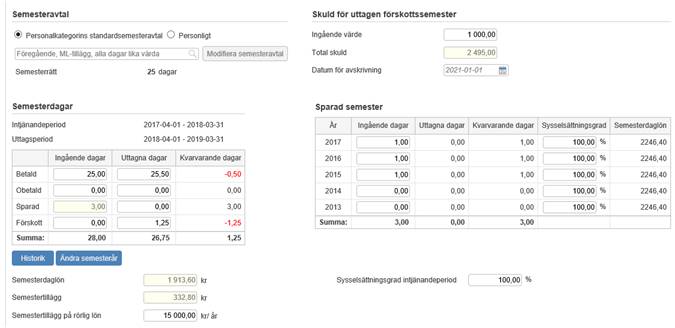 Semesteravtal
Personalkategorins standardsemesteravtal Personligt
Föregående, ML-tillägg, alla dagar lika värda Modifiera semesteravtal
Semesterrätt 25 dagar
Skuld för uttagen förskottssemester
Ingående värde 1 000,00
Total skuld 2 495,00
Datum för avskrivning 2021-01-01
Semesterdagar
Intjänandeperiod 2017-04-01 - 2018-03-31
Uttagsperiod 2018-04-01 - 2019-03-31
Ingående dagar Uttagna dagar Kvarvarande dagar
Betald 25,00 25,50 -0,50
Obetald 0,00 0,00 0,00
Sparad 3,00 0,00 3,00
Förskott 0,00 1,25 -1,25
Summa: 28,00 26,75 1,25
Historik Ändra semesterår
Semesterdaglön 1 913,60 kr
Semestertillägg 332,80 kr
Semestertillägg på rörlig lön 15 000,00 kr/ år
Sparad semester
År Ingående dagar Uttagna dagar Kvarvarande dagar Sysselsättningsgrad Semesterdaglön
2017 1,00 0,00 1,00 100,00 % 2246,40
2016 1,00 0,00 1,00 100,00 % 2246,40
2015 1,00 0,00 1,00 100,00 % 2246,40
2014 0,00 0,00 0,00 100,00 % 2246,40
2013 0,00 0,00 0,00 100,00 % 2246,40
Summa: 3,00 0,00 3,00
Sysselsättningsgrad intjänandeperiod 100,00 %